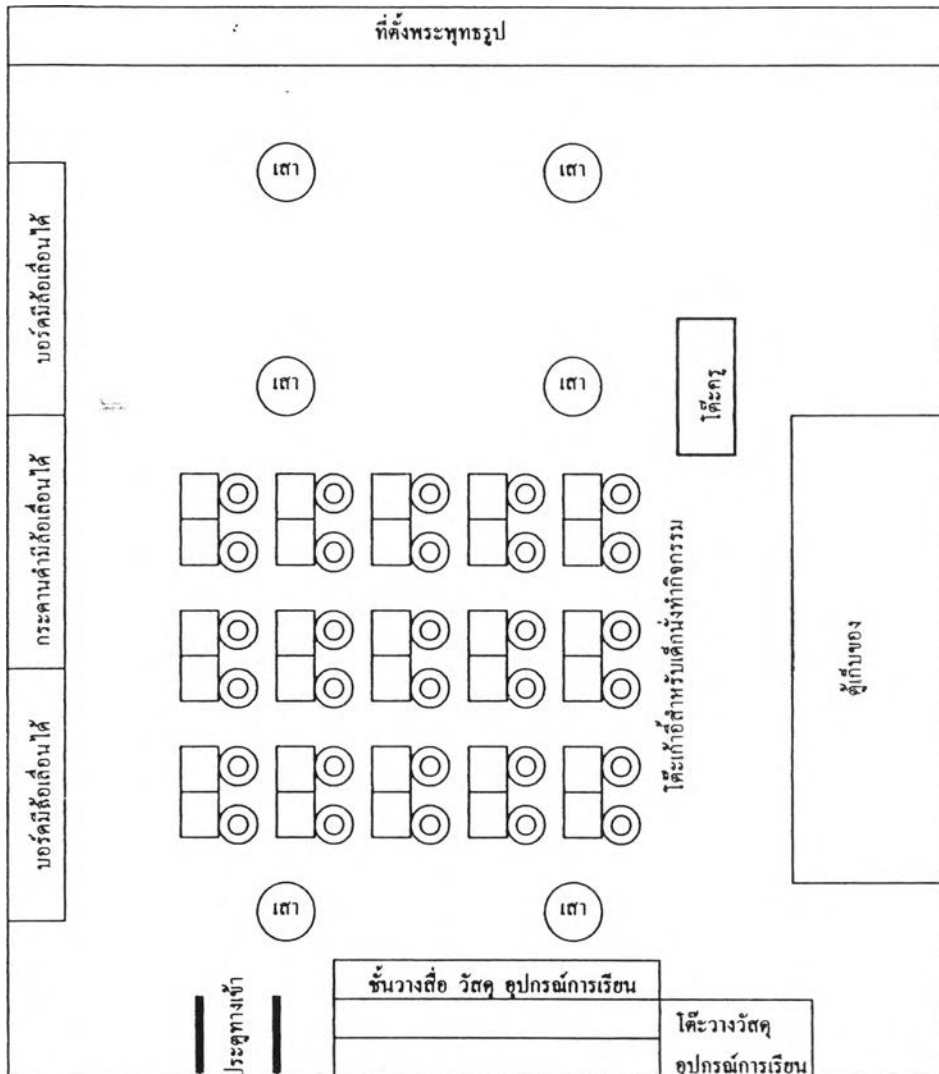 ที่ตั้งพระพุทธรูป
เสา
เสา
บอร์ดมีล้อเลื่อนได้
เสา
เสา
โต๊ะครู
กระดานดำมีล้อเลื่อนได้
โต๊ะเก้าอี้สำหรับเด็กนั่งทำกิจกรรม
ตู้เก็บของ
บอร์ดมีล้อเลื่อนได้
เสา
เสา
ประตูทางเข้า
ชั้นวางสื่อ วัสดุ อุปกรณ์การเรียน
โต๊ะวางวัสดุ
อุปกรณ์การเรียน